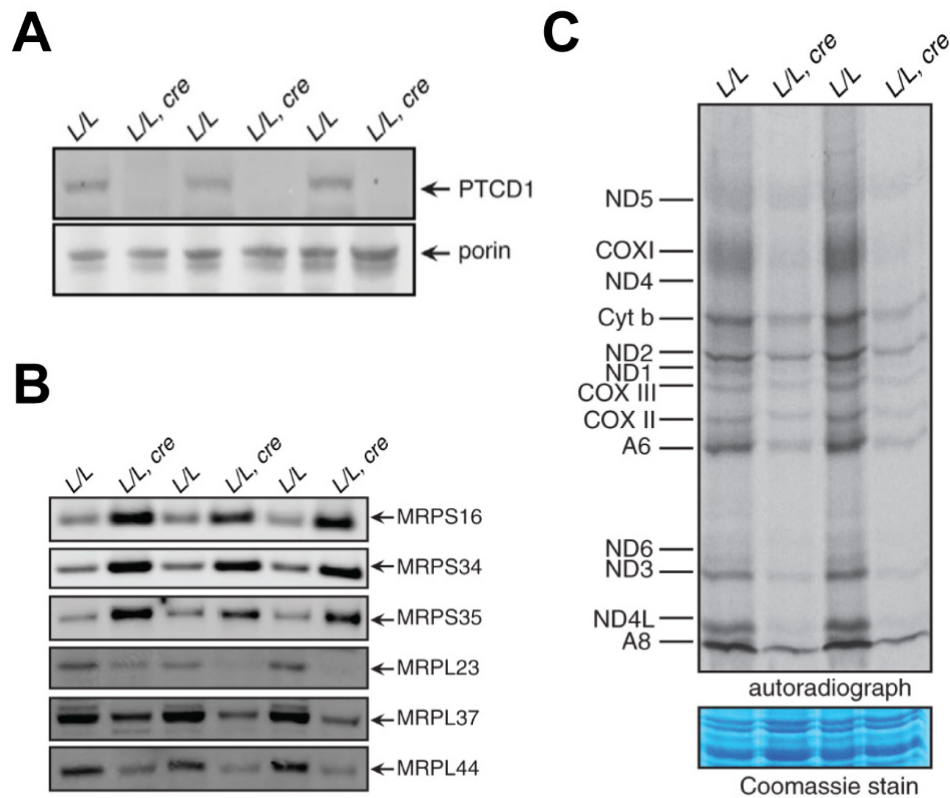 A
L/L
L/L, cre
L/L
L/L, cre
L/L
L/L, cre
PTCD1
porin
B
L/L
L/L, cre
L/L
L/L, cre
L/L
L/L, cre
MRPS16
MRPS34
MRPS35
MRPL23
MRPL37
MRPL44
C
L/L
L/L, cre
L/L
L/L, cre
ND5
COXI
ND4
Cyt b
ND2
ND1
COX III
COX II
A6
ND6
ND3
ND4L
A8
autoradiograph
Coomassie stain